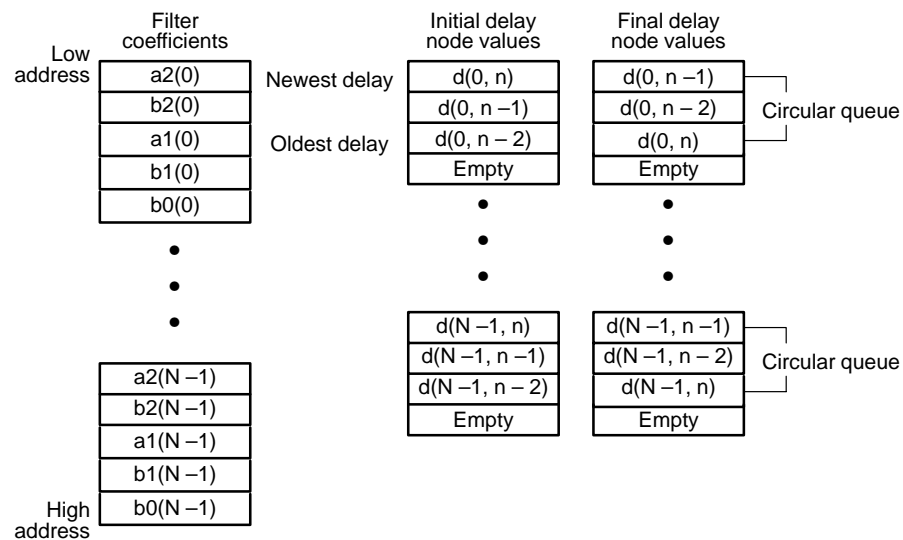 Filter
coefficients
Initial delay
node values
Final delay
node values
Low
address
a2(0)
b2(0)
a1(0)
b1(0)
b0(0)
Newest delay
Oldest delay
d(0, n)
d(0, n –1)
d(0, n – 2)
Empty
d(0, n –1)
d(0, n – 2)
d(0, n)
Empty
Circular queue
a2(N –1)
b2(N –1)
a1(N –1)
b1(N –1)
b0(N –1)
High
address
d(N –1, n)
d(N –1, n –1)
d(N –1, n – 2)
Empty
d(N –1, n –1)
d(N –1, n – 2)
d(N –1, n)
Empty
Circular queue